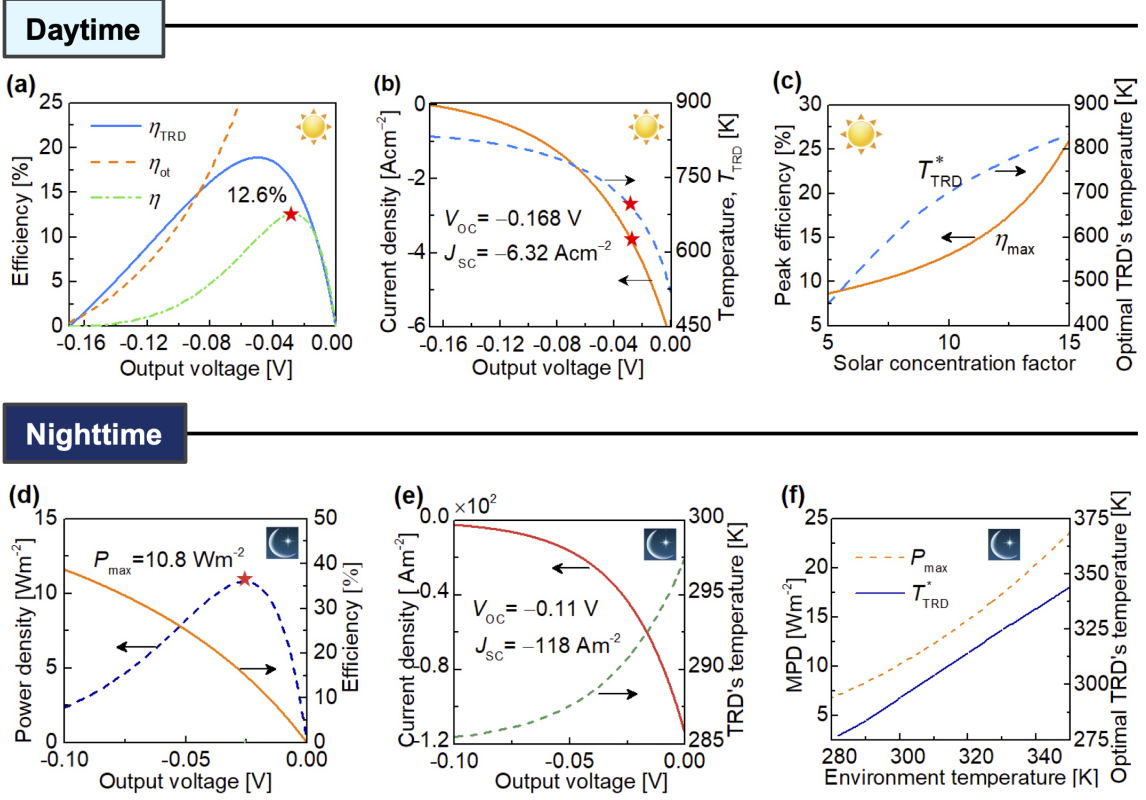 Daytime
(a)
25
20
15
10
5
0
Efficiency [%]
η_TRD
η_ot
η
12.6%
-0.16 -0.12 -0.08 -0.04 0.00
Output voltage [V]
(b)
0
-2
-4
-6
Current density [Acm⁻²]
V_OC= −0.168 V
J_SC= −6.32 Acm⁻²
900
750
600
450
Temperature, T_TRD [K]
-0.16 -0.12 -0.08 -0.04 0.00
Output voltage [V]
(c)
30
25
20
15
10
5
Peak efficiency [%]
T*_TRD
η_max
900
800
700
600
500
400
Optimal TRD's temperautre [K]
5 10 15
Solar concentration factor
Nighttime
(d)
15
10
5
0
Power density [Wm⁻²]
P_max=10.8 Wm⁻²
50
40
30
20
10
0
Efficiency [%]
-0.10 -0.05 0.00
Output voltage [V]
(e)
×10²
0.0
-0.4
-0.8
-1.2
Current density [ Am⁻²]
V_OC= −0.11 V
J_SC= −118 Am⁻²
300
295
290
285
TRD's temperature [K]
-0.10 -0.05 0.00
Output voltage [V]
(f)
25
20
15
10
5
MPD [Wm⁻²]
P_max
T*_TRD
375
350
325
300
275
Optimal TRD's temperature [K]
280 300 320 340
Environment temperature [K]